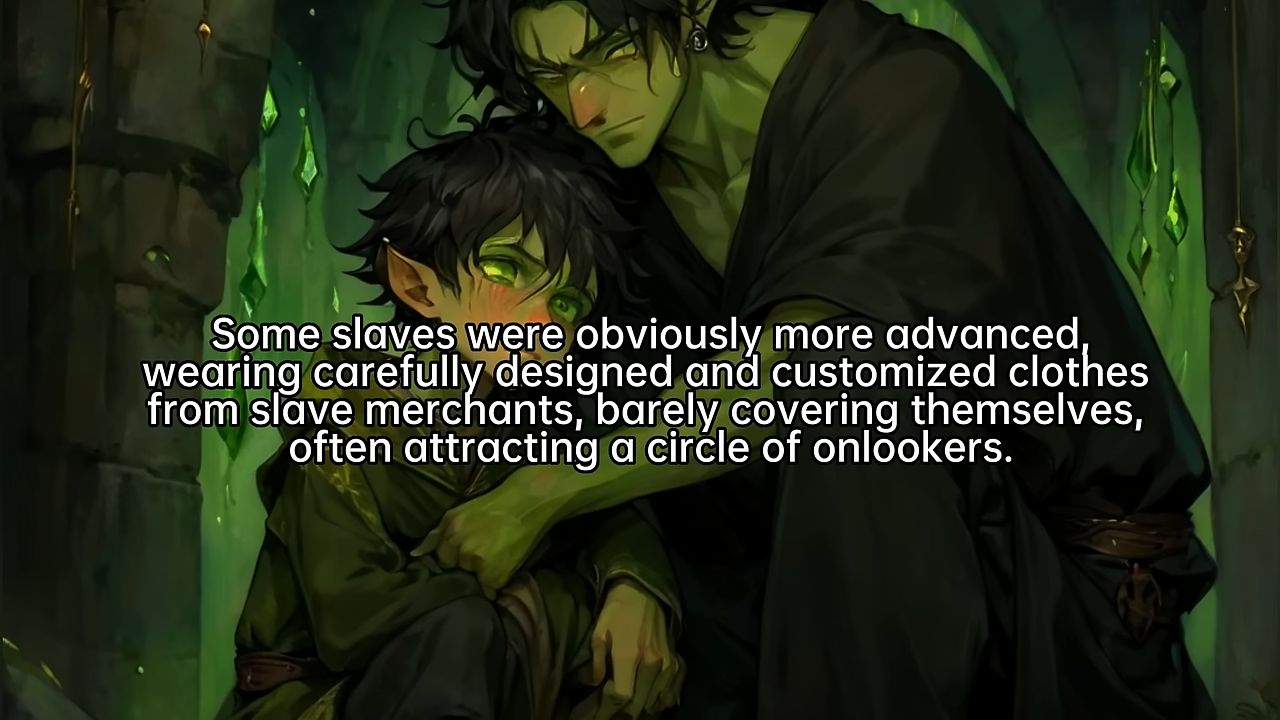 Some slaves were obviously more advanced,
wearing carefully designed and customized clothes
from slave merchants, barely covering themselves,
often attracting a circle of onlookers.